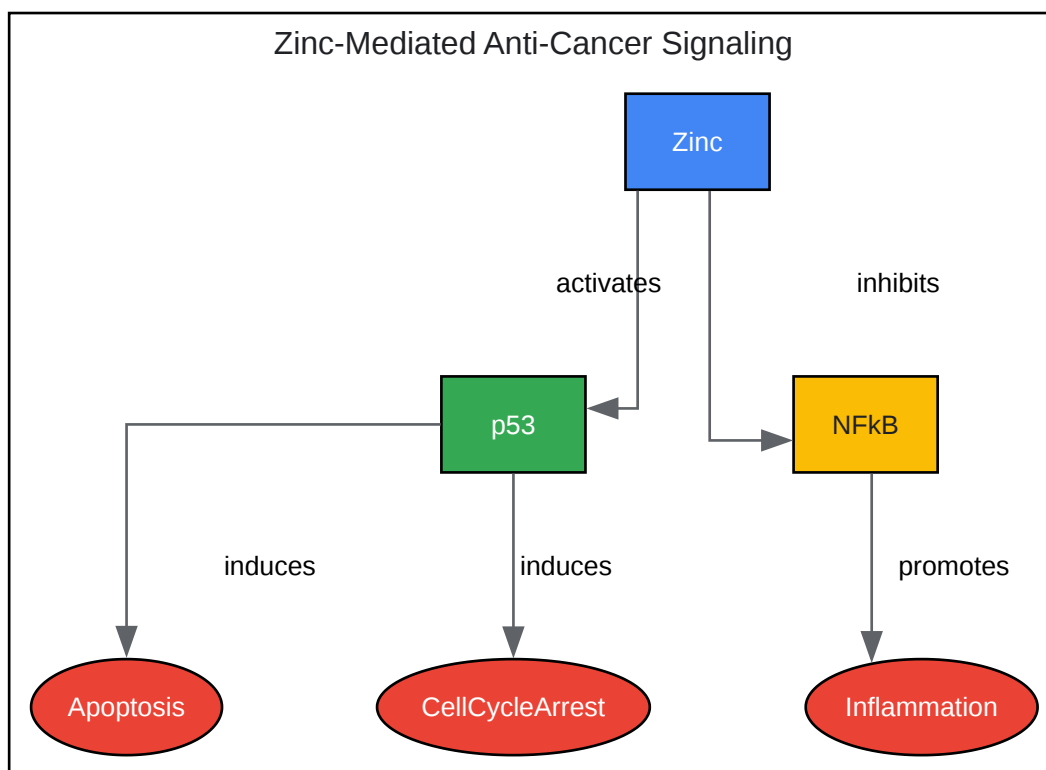 Zinc-Mediated Anti-Cancer Signaling
Zinc
activates
inhibits
p53
NFkB
induces
induces
promotes
Apoptosis
CellCycleArrest
Inflammation